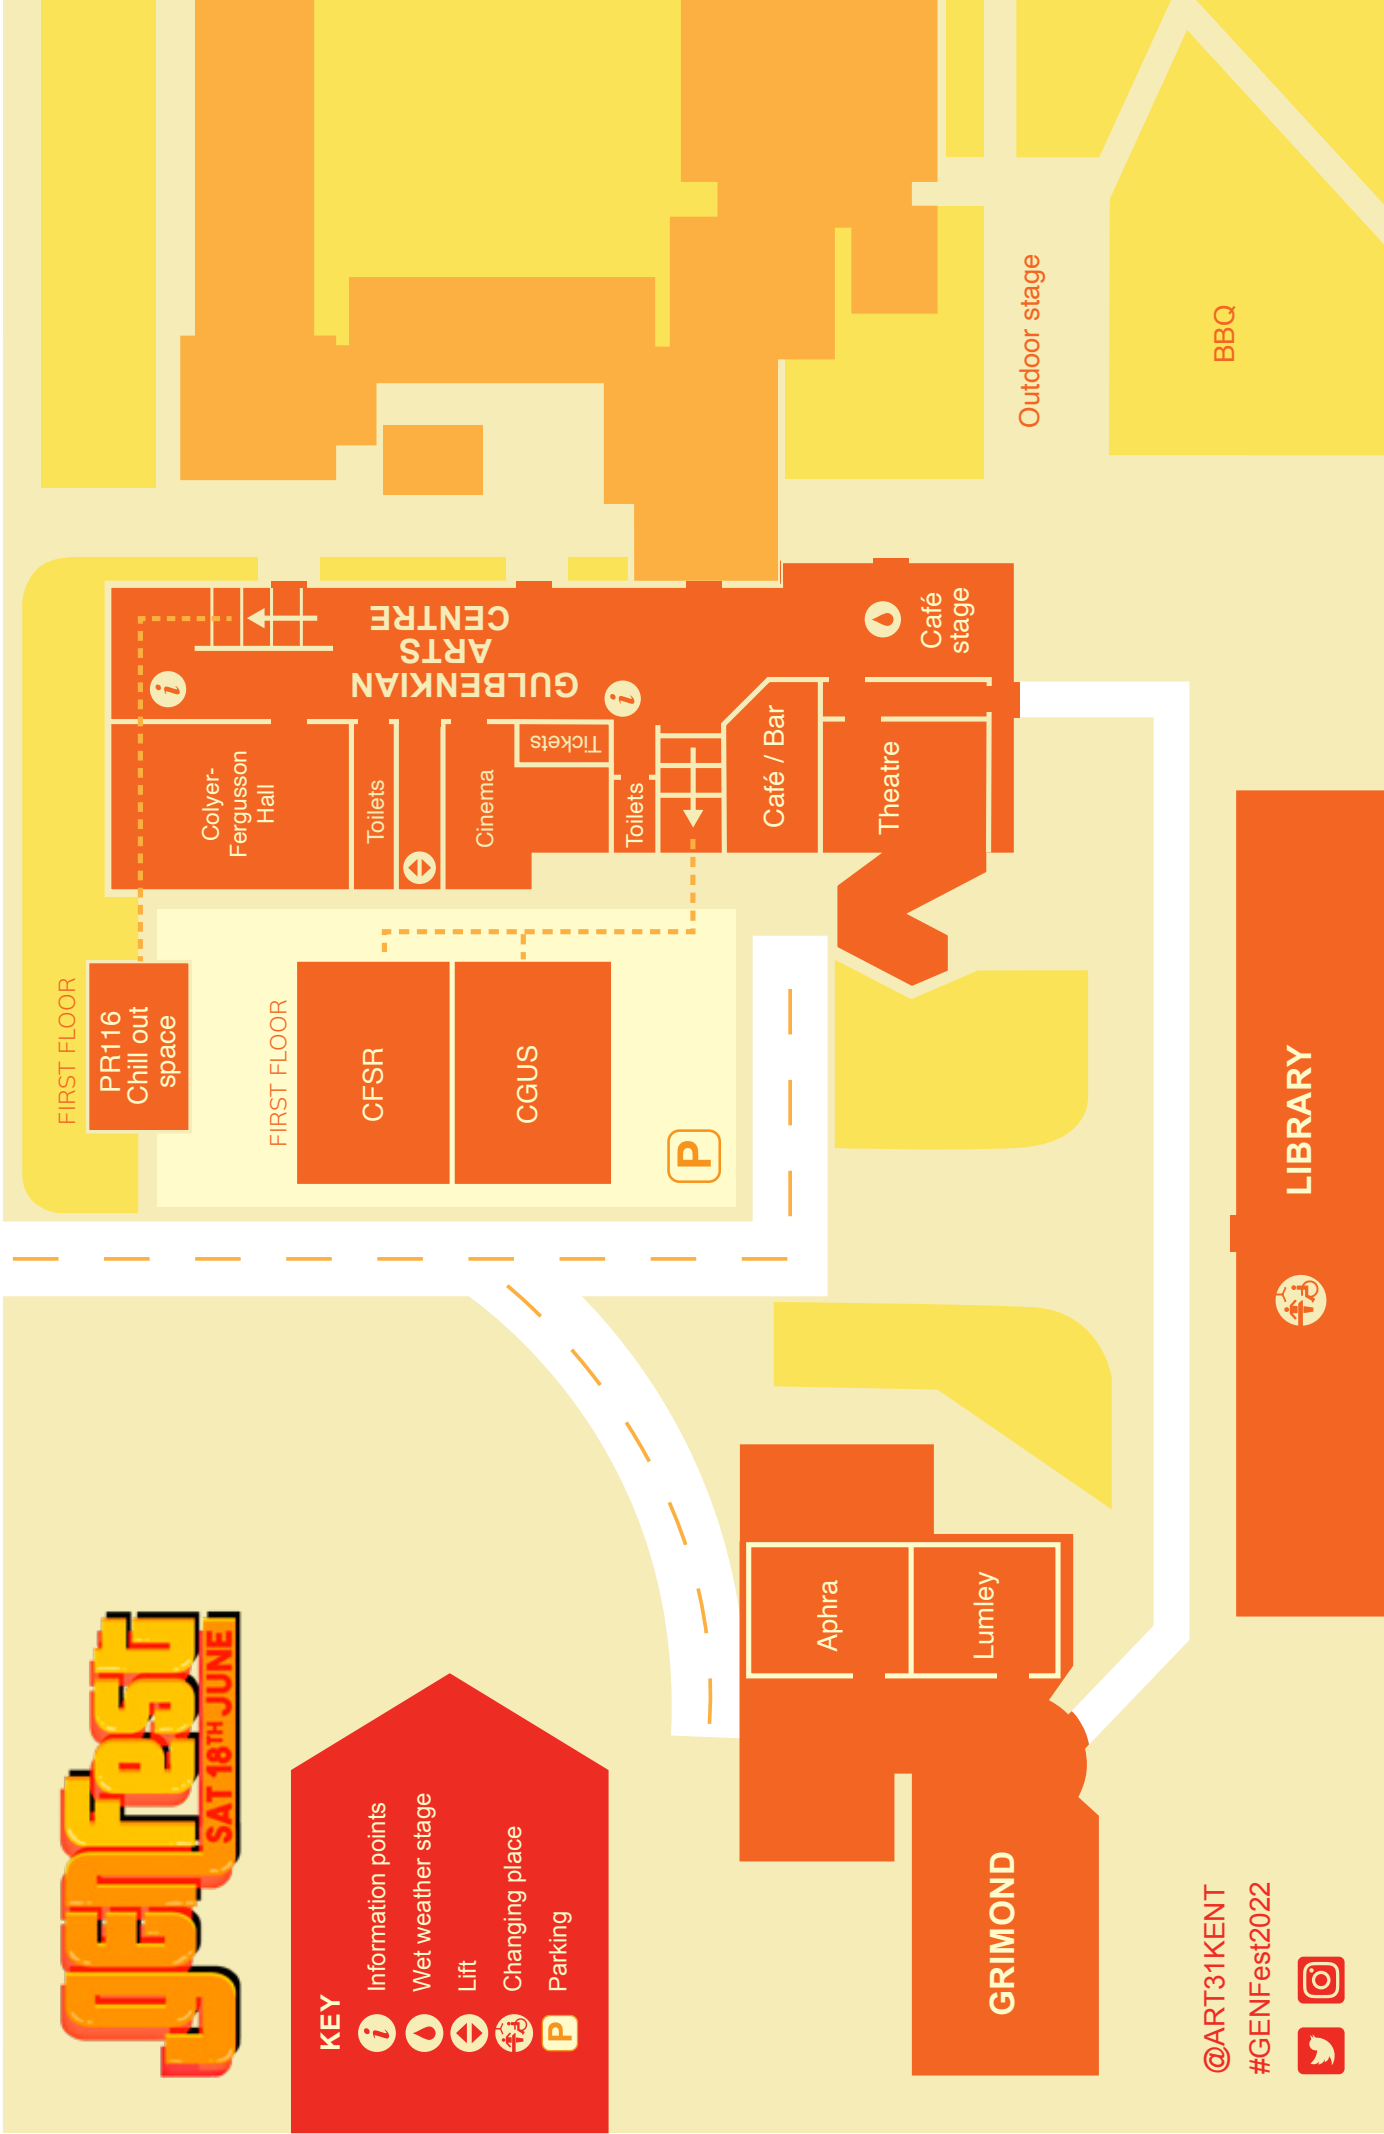 genfest
SAT 18TH JUNE
KEY
Information points
Wet weather stage
Lift
Changing place
P Parking
FIRST FLOOR
PR116
Chill out
space
FIRST FLOOR
CFSR
CGUS
P
Colyer-
Fergusson
Hall
Toilets
Cinema
Tickets
Toilets
Café / Bar
Theatre
GULBENKIAN
ARTS
CENTRE
Café
stage
Outdoor stage
BBQ
Aphra
Lumley
GRIMOND
LIBRARY
@ART31KENT
#GENFest2022